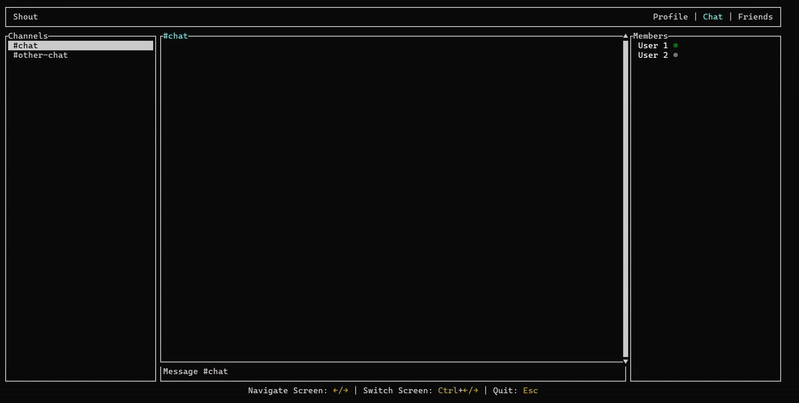 Shout
Profile | Chat | Friends
Channels
#chat
#other-chat
#chat
Members
User 1
User 2
Message #chat
Navigate Screen: ←/→ | Switch Screen: Ctrl+←/→ | Quit: Esc